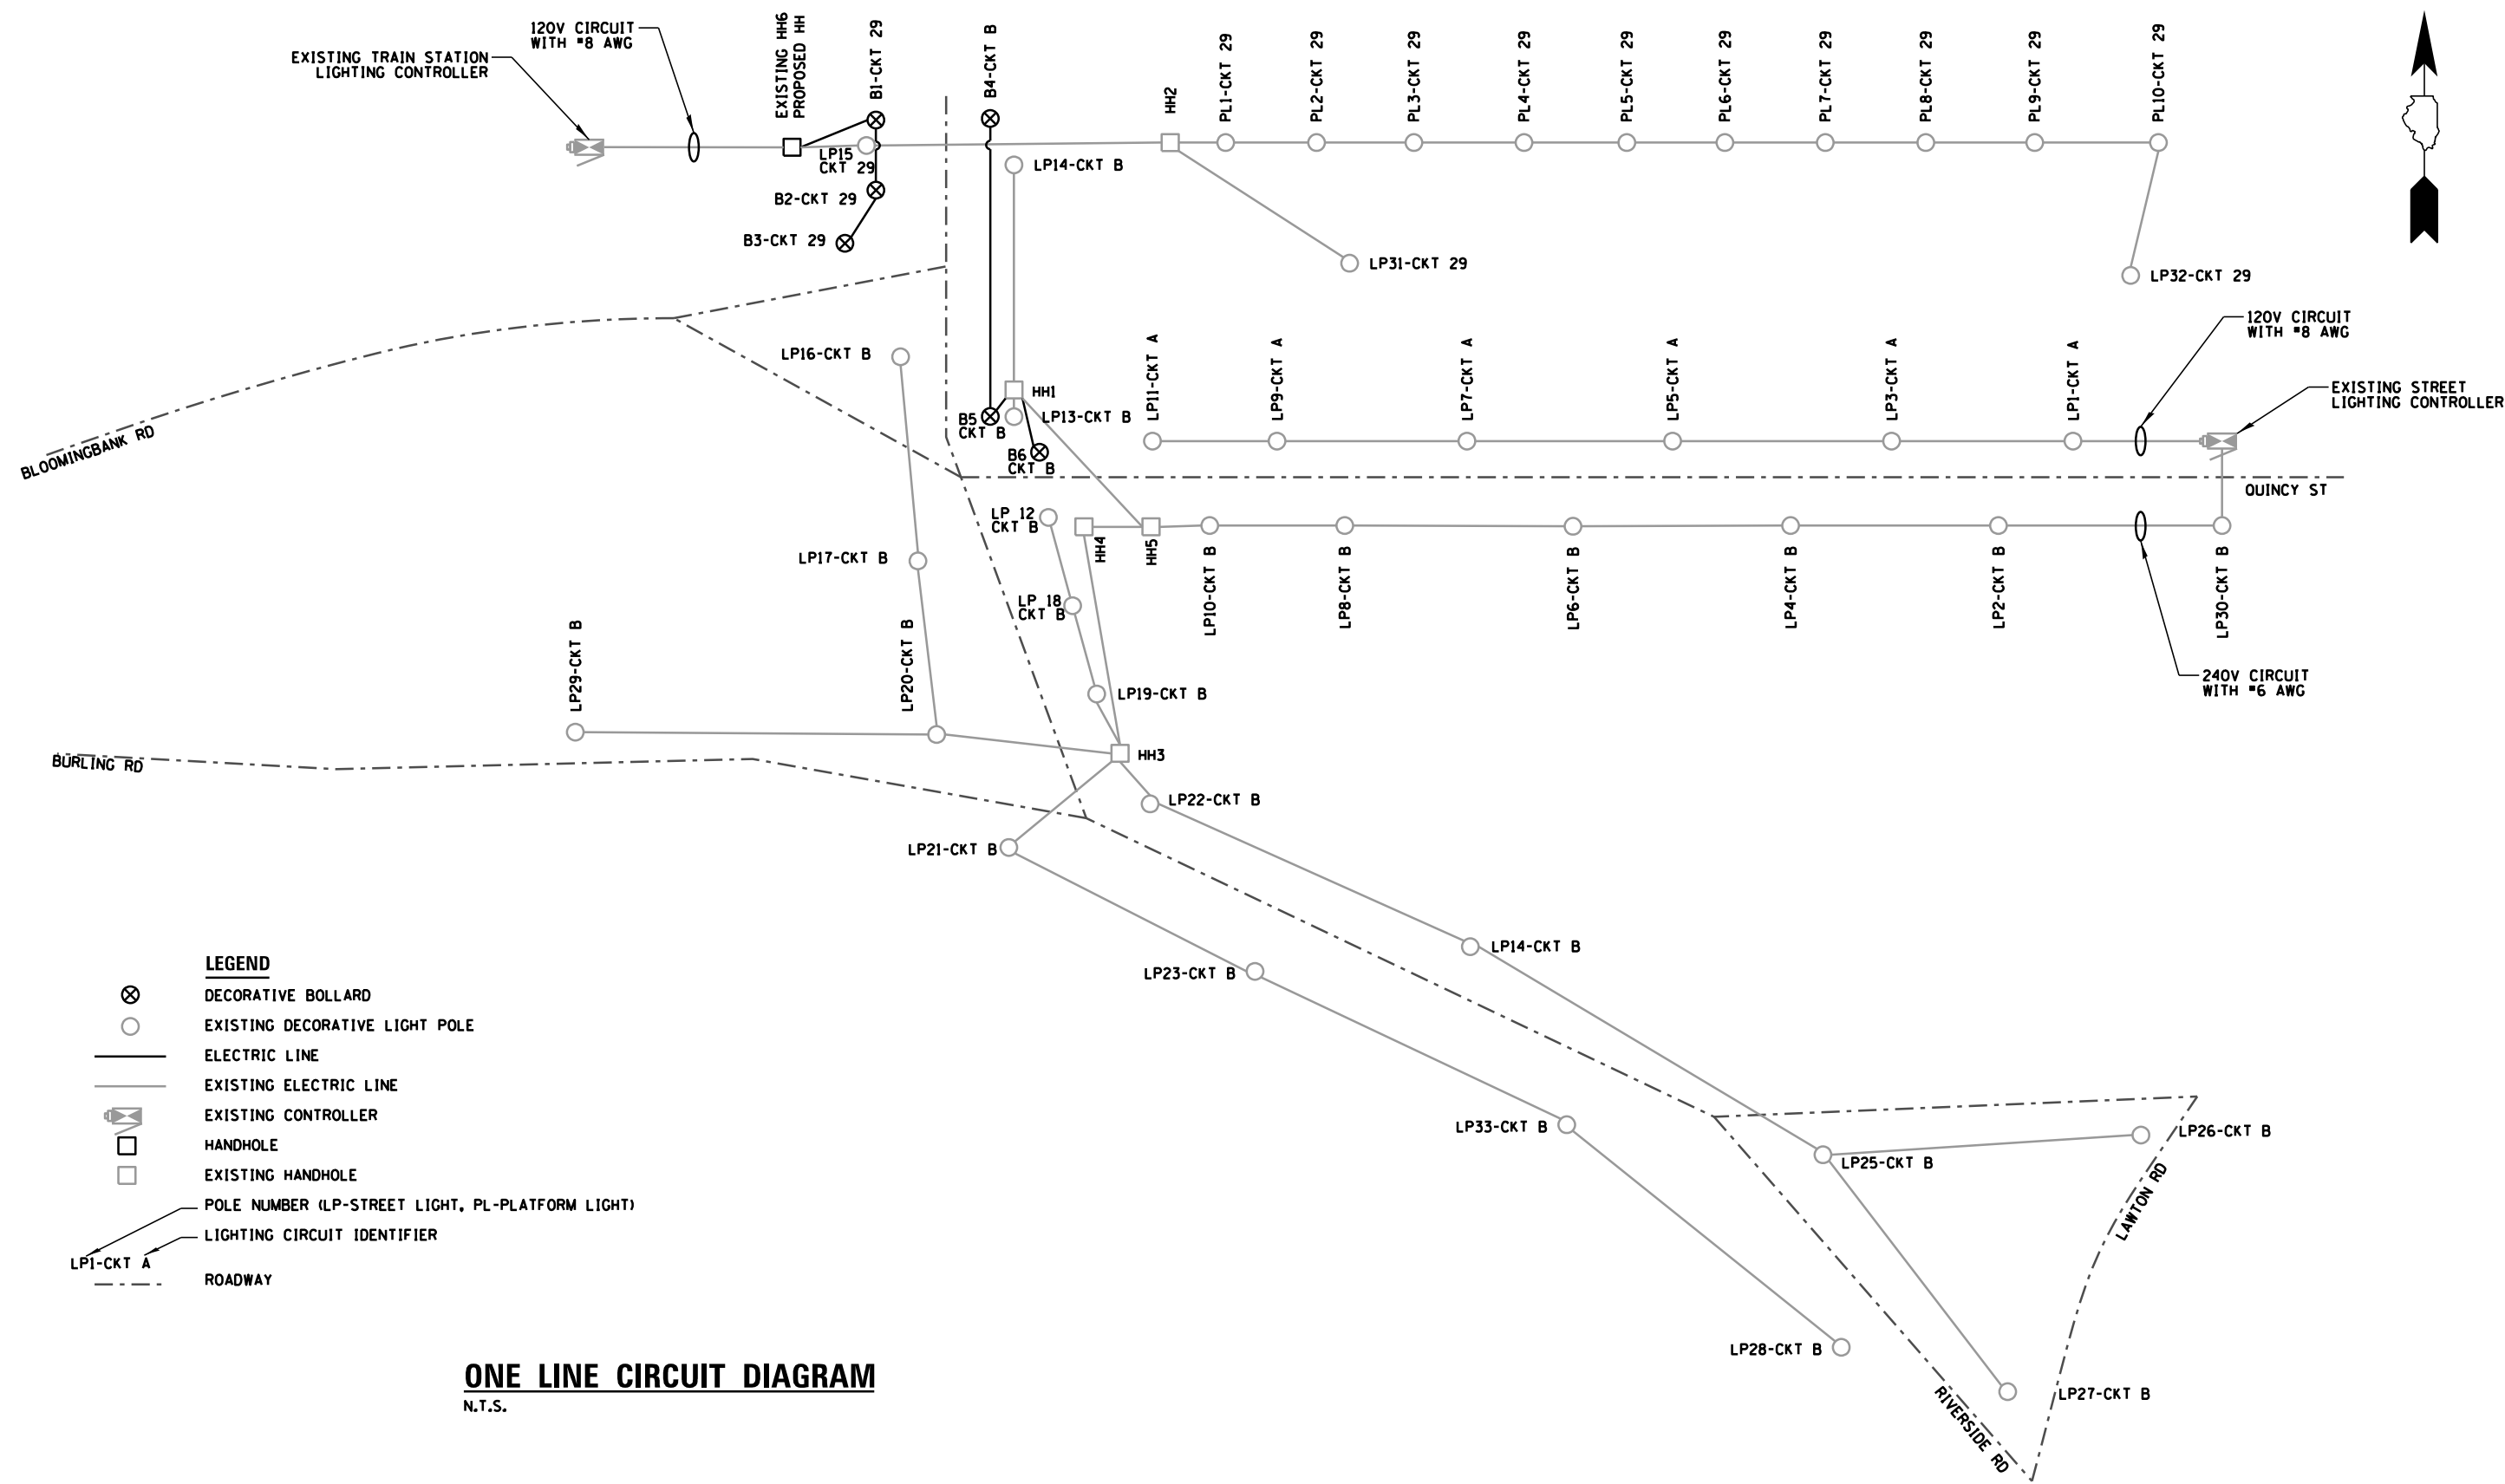 120V CIRCUIT
WITH #8 AWG
EXISTING TRAIN STATION
LIGHTING CONTROLLER
EXISTING HH6
PROPOSED HH
B1-CKT 29
B4-CKT B
HH2
PL1-CKT 29
PL2-CKT 29
PL3-CKT 29
PL4-CKT 29
PL5-CKT 29
PL6-CKT 29
PL7-CKT 29
PL8-CKT 29
PL9-CKT 29
PL10-CKT 29
LP15
CKT 29
LP14-CKT B
B2-CKT 29
B3-CKT 29
LP31-CKT 29
LP32-CKT 29
120V CIRCUIT
WITH #8 AWG
LP16-CKT B
HH1
LP11-CKT A
LP9-CKT A
LP7-CKT A
LP5-CKT A
LP3-CKT A
LP1-CKT A
EXISTING STREET
LIGHTING CONTROLLER
B5
CKT B
LP13-CKT B
B6
CKT B
BLOOMINGBANK RD
QUINCY ST
LP 12
CKT B
HH4
HH5
LP10-CKT B
LP8-CKT B
LP6-CKT B
LP4-CKT B
LP2-CKT B
LP30-CKT B
LP17-CKT B
LP 18
CKT B
LP29-CKT B
LP20-CKT B
LP19-CKT B
240V CIRCUIT
WITH #6 AWG
HH3
BURLING RD
LP22-CKT B
LP21-CKT B
LP14-CKT B
LP23-CKT B
LP33-CKT B
LP25-CKT B
LP26-CKT B
LAWTON RD
LP28-CKT B
LP27-CKT B
RIVERSIDE RD
LEGEND
DECORATIVE BOLLARD
EXISTING DECORATIVE LIGHT POLE
ELECTRIC LINE
EXISTING ELECTRIC LINE
EXISTING CONTROLLER
HANDHOLE
EXISTING HANDHOLE
POLE NUMBER (LP-STREET LIGHT, PL-PLATFORM LIGHT)
LIGHTING CIRCUIT IDENTIFIER
LP1-CKT A
ROADWAY
ONE LINE CIRCUIT DIAGRAM
N.T.S.